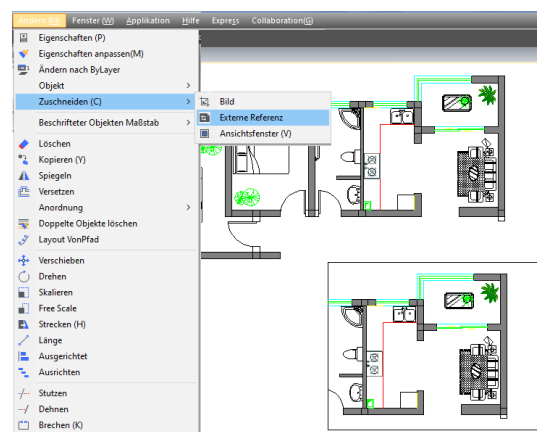 Ändern (M) Fenster (W) Applikation Hilfe Express Collaboration(G)
Eigenschaften (P)
Eigenschaften anpassen(M)
Ändern nach ByLayer
Objekt >
Zuschneiden (C) >
Bild
Externe Referenz
Ansichtsfenster (V)
Beschrifteter Objekten Maßstab >
Löschen
Kopieren (Y)
Spiegeln
Versetzen
Anordnung >
Doppelte Objekte löschen
Layout VonPfad
Verschieben
Drehen
Skalieren
Free Scale
Strecken (H)
Länge
Ausgerichtet
Ausrichten
Stutzen
Dehnen
Brechen (K)